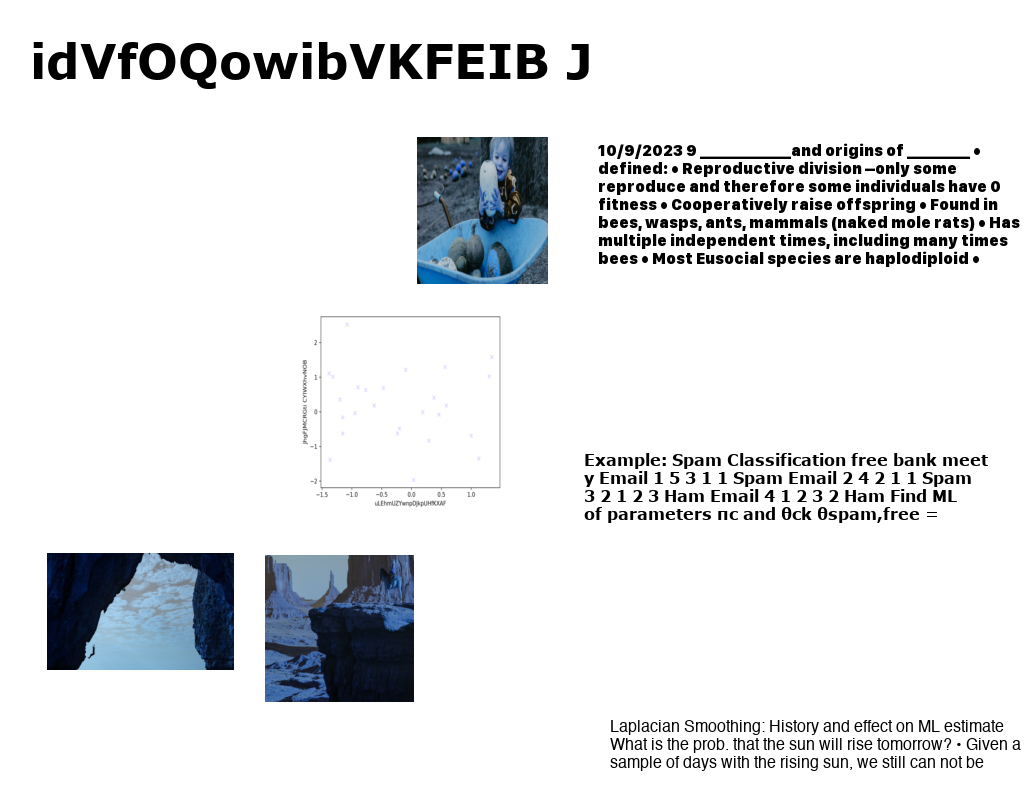 idVfOQowibVKFEIB J
10/9/2023 9 _____________and origins of _________ •
defined: • Reproductive division –only some
reproduce and therefore some individuals have 0
fitness • Cooperatively raise offspring • Found in
bees, wasps, ants, mammals (naked mole rats) • Has
multiple independent times, including many times
bees • Most Eusocial species are haplodiploid •
2
1
0
−1
−2
−1.5 −1.0 −0.5 0.0 0.5 1.0
Example: Spam Classification free bank meet
y Email 1 5 3 1 1 Spam Email 2 4 2 1 1 Spam
3 2 1 2 3 Ham Email 4 1 2 3 2 Ham Find ML
of parameters πc and θck θspam,free =
Laplacian Smoothing: History and effect on ML estimate
What is the prob. that the sun will rise tomorrow? • Given a
sample of days with the rising sun, we still can not be